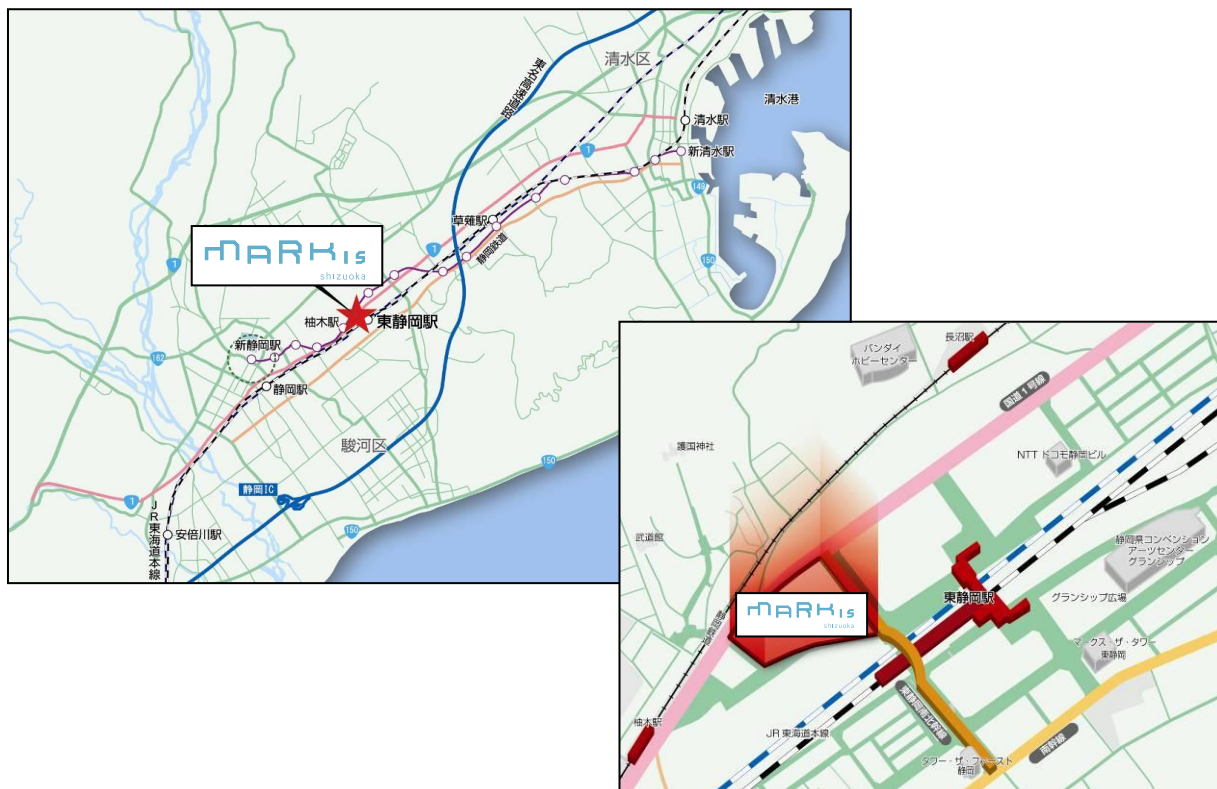 清水区
東名高速道路
清水港
清水駅
1
新清水駅
149
草薙駅
静岡鉄道
1
150
MARK IS
shizuoka
1
柚木駅
東静岡駅
新静岡駅
162
静岡駅
駿河区
150
静岡IC
1
150
JR東海道本線
安倍川駅
長沼駅
バンダイ
ホビーセンター
国道1号線
護国神社
NTTドコモ静岡ビル
武道館
静岡県コンベンション
アーツセンター
グランシップ
東静岡駅
グランシップ広場
MARK IS
shizuoka
静岡鉄道
マークス・ザ・タワー
東静岡
東静岡南北幹線
柚木駅
JR東海道本線
南幹線
タワー・ザ・ファースト
静岡